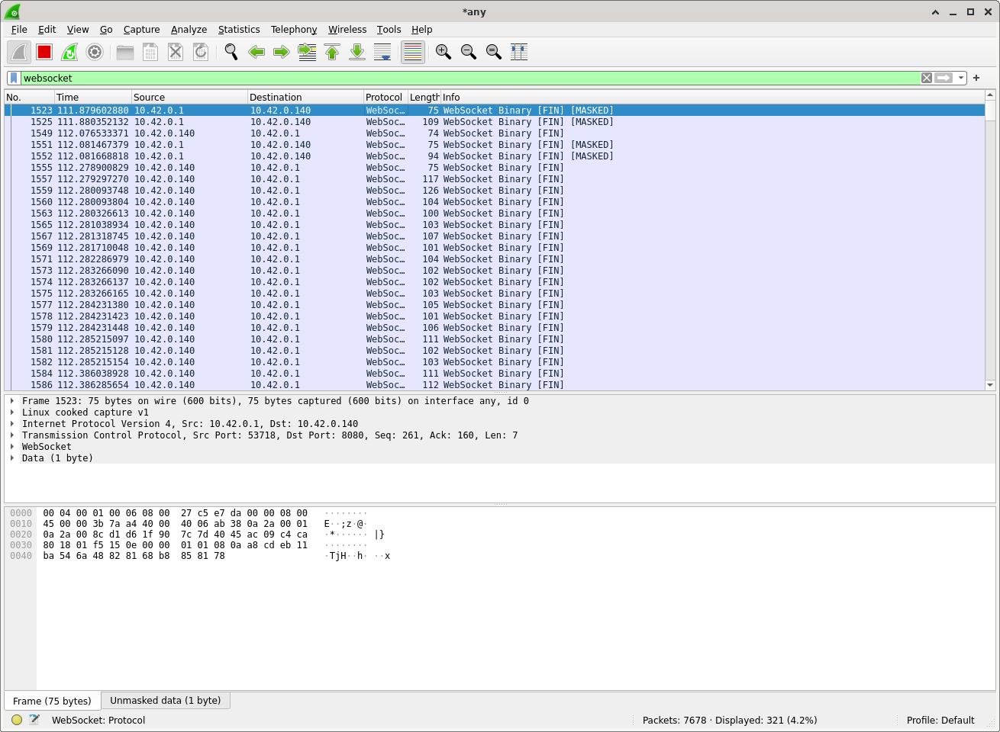 *any
File Edit View Go Capture Analyze Statistics Telephony Wireless Tools Help
websocket
No. Time Source Destination Protocol Length Info
1523 111.879602880 10.42.0.1 10.42.0.140 WebSoc… 75 WebSocket Binary [FIN] [MASKED]
1525 111.880352132 10.42.0.1 10.42.0.140 WebSoc… 109 WebSocket Binary [FIN] [MASKED]
1549 112.076533371 10.42.0.140 10.42.0.1 WebSoc… 74 WebSocket Binary [FIN]
1551 112.081467379 10.42.0.1 10.42.0.140 WebSoc… 75 WebSocket Binary [FIN] [MASKED]
1552 112.081668818 10.42.0.1 10.42.0.140 WebSoc… 94 WebSocket Binary [FIN] [MASKED]
1555 112.278900829 10.42.0.140 10.42.0.1 WebSoc… 75 WebSocket Binary [FIN]
1557 112.279297270 10.42.0.140 10.42.0.1 WebSoc… 117 WebSocket Binary [FIN]
1559 112.280093748 10.42.0.140 10.42.0.1 WebSoc… 126 WebSocket Binary [FIN]
1560 112.280093804 10.42.0.140 10.42.0.1 WebSoc… 104 WebSocket Binary [FIN]
1563 112.280326613 10.42.0.140 10.42.0.1 WebSoc… 100 WebSocket Binary [FIN]
1565 112.281038934 10.42.0.140 10.42.0.1 WebSoc… 103 WebSocket Binary [FIN]
1567 112.281318745 10.42.0.140 10.42.0.1 WebSoc… 107 WebSocket Binary [FIN]
1569 112.281710048 10.42.0.140 10.42.0.1 WebSoc… 101 WebSocket Binary [FIN]
1571 112.282286979 10.42.0.140 10.42.0.1 WebSoc… 104 WebSocket Binary [FIN]
1573 112.283266090 10.42.0.140 10.42.0.1 WebSoc… 102 WebSocket Binary [FIN]
1574 112.283266137 10.42.0.140 10.42.0.1 WebSoc… 102 WebSocket Binary [FIN]
1575 112.283266165 10.42.0.140 10.42.0.1 WebSoc… 103 WebSocket Binary [FIN]
1577 112.284231380 10.42.0.140 10.42.0.1 WebSoc… 105 WebSocket Binary [FIN]
1578 112.284231423 10.42.0.140 10.42.0.1 WebSoc… 101 WebSocket Binary [FIN]
1579 112.284231448 10.42.0.140 10.42.0.1 WebSoc… 106 WebSocket Binary [FIN]
1580 112.285215097 10.42.0.140 10.42.0.1 WebSoc… 111 WebSocket Binary [FIN]
1581 112.285215128 10.42.0.140 10.42.0.1 WebSoc… 102 WebSocket Binary [FIN]
1582 112.285215154 10.42.0.140 10.42.0.1 WebSoc… 103 WebSocket Binary [FIN]
1584 112.386038928 10.42.0.140 10.42.0.1 WebSoc… 111 WebSocket Binary [FIN]
1586 112.386285654 10.42.0.140 10.42.0.1 WebSoc… 112 WebSocket Binary [FIN]
Frame 1523: 75 bytes on wire (600 bits), 75 bytes captured (600 bits) on interface any, id 0
Linux cooked capture v1
Internet Protocol Version 4, Src: 10.42.0.1, Dst: 10.42.0.140
Transmission Control Protocol, Src Port: 53718, Dst Port: 8080, Seq: 261, Ack: 160, Len: 7
WebSocket
Data (1 byte)
0000 00 04 00 01 00 06 08 00 27 c5 e7 da 00 00 08 00 ········
0010 45 00 00 3b 7a a4 40 00 40 06 ab 38 0a 2a 00 01 E··;z·@·
0020 0a 2a 00 8c d1 d6 1f 90 7c 7d 40 45 ac 09 c4 ca ·*······ |}
0030 80 18 01 f5 15 0e 00 00 01 01 08 0a a8 cd eb 11 ········
0040 ba 54 6a 48 82 81 68 b8 85 81 78 ·TjH··h· ··x
Frame (75 bytes) Unmasked data (1 byte)
WebSocket: Protocol Packets: 7678 · Displayed: 321 (4.2%) Profile: Default